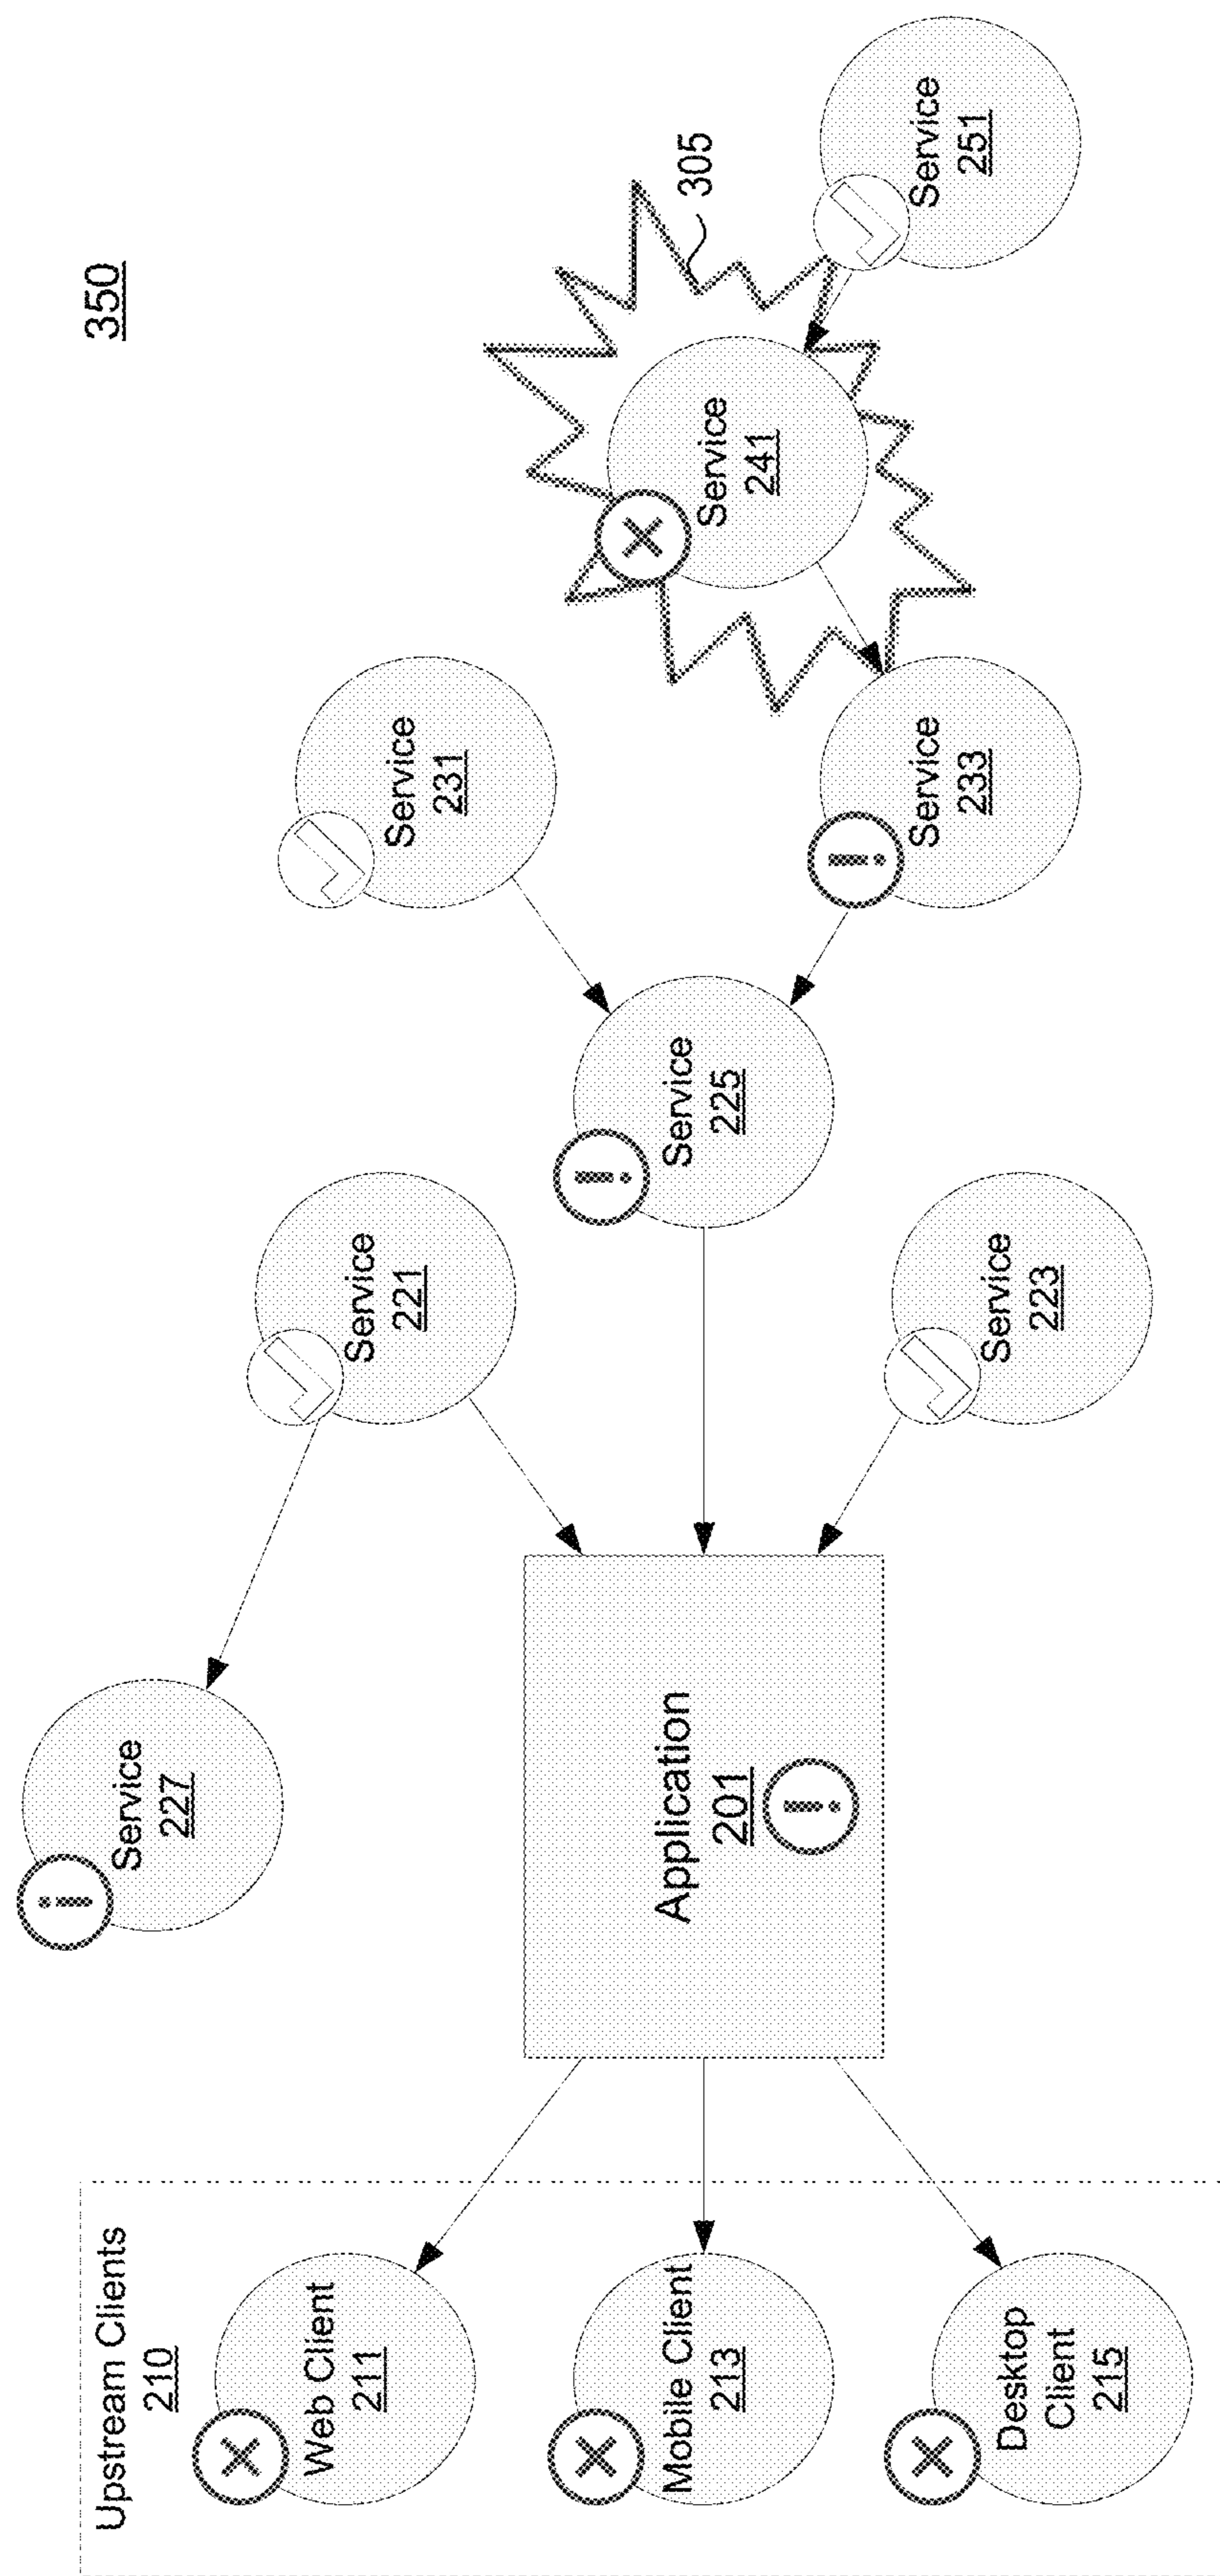 350
Upstream Clients
210
Web Client
211
Mobile Client
213
Desktop
Client
215
Application
201
Service
227
Service
221
Service
223
Service
225
Service
231
Service
233
Service
241
305
Service
251